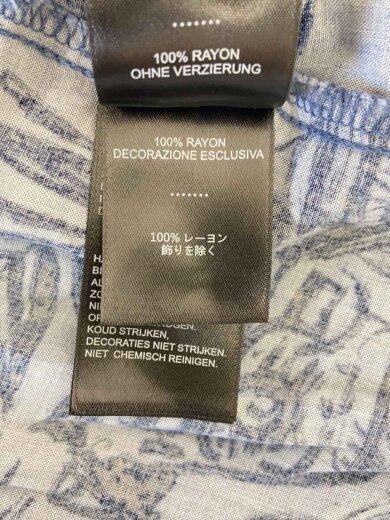 100% RAYON
OHNE VERZIERUNG
100% RAYON
DECORAZIONE ESCLUSIVA
100% レーヨン
飾りを除く
KOUD STRIJKEN.
DECORATIES NIET STRIJKEN.
NIET CHEMISCH REINIGEN.